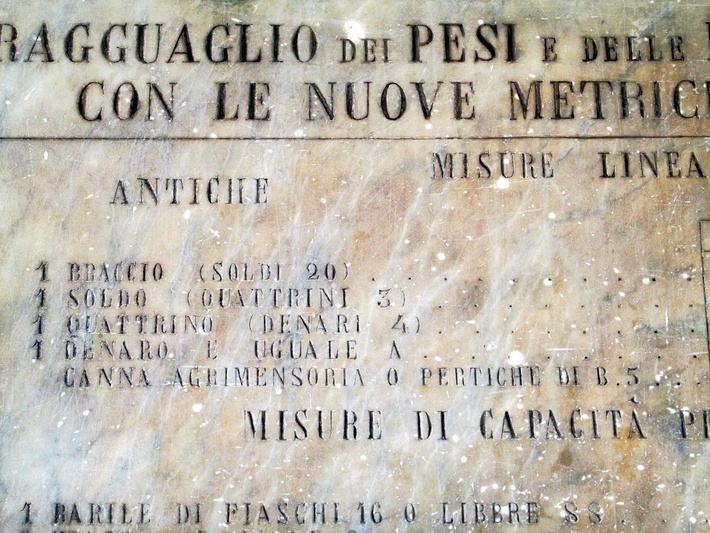 RAGGUAGLIO DEI PESI E DELLE
CON LE NUOVE METRICH
MISURE LINEA
ANTICHE
1 BRACCIO (SOLDI 20) . . . . . . . . . .
1 SOLDO (QUATTRINI 3) . . . . . . . . .
1 QUATTRINO (DENARI 4) . . . . . . . .
1 DENARO E UGUALE A . . . . . . . . .
CANNA AGRIMENSORIA O PERTICHE DI B. 5 . . .
MISURE DI CAPACITÀ PE
1 BARILE DI FIASCHI 16 O LIBBRE 88 . . .